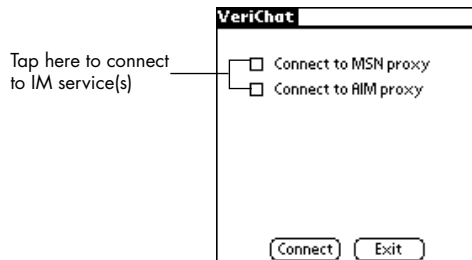 VeriChat
Tap here to connect
to IM service(s)
Connect to MSN proxy
Connect to AIM proxy
Connect
Exit